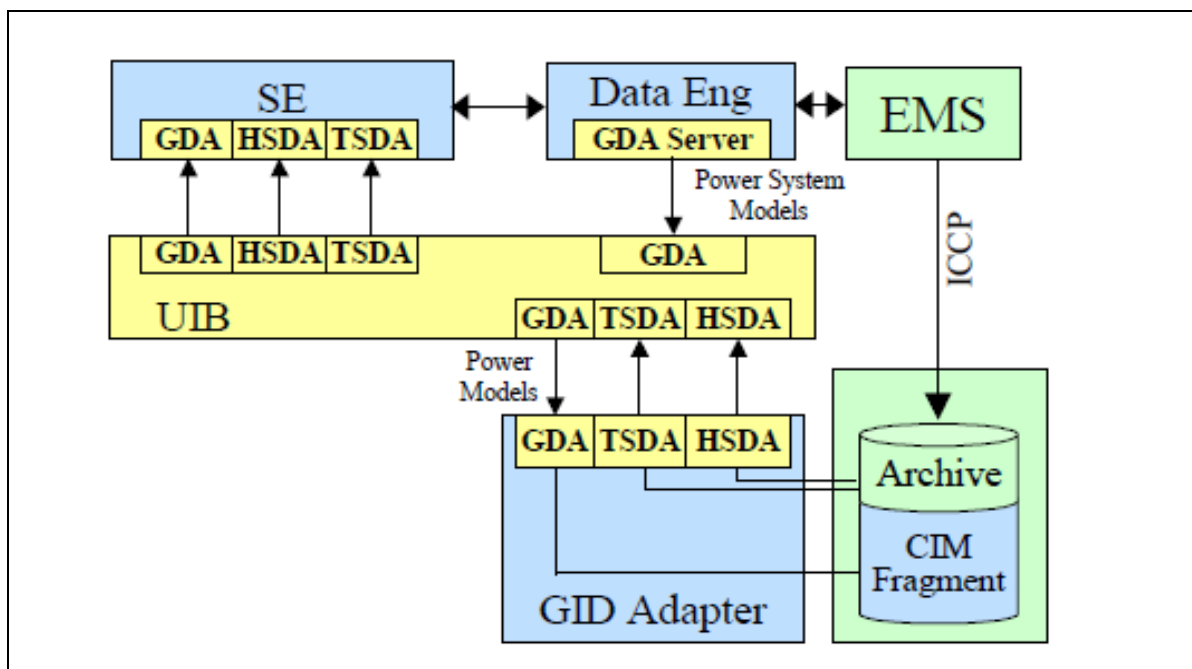 SE
GDA HSDA TSDA
Data Eng
GDA Server
EMS
Power System
Models
ICCP
GDA HSDA TSDA
GDA
UIB
GDA TSDA HSDA
Power
Models
GDA TSDA HSDA
GID Adapter
Archive
CIM
Fragment